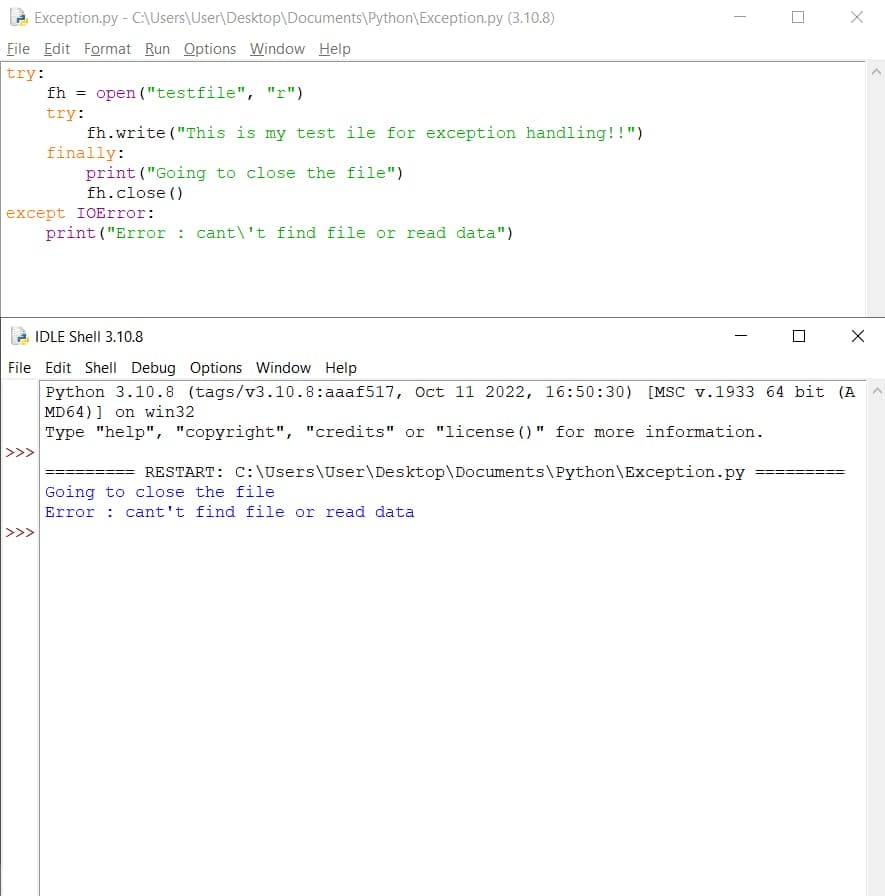 Exception.py - C:\Users\User\Desktop\Documents\Python\Exception.py (3.10.8)
File Edit Format Run Options Window Help
try:
    fh = open("testfile", "r")
    try:
        fh.write("This is my test ile for exception handling!!")
    finally:
        print("Going to close the file")
        fh.close()
except IOError:
    print("Error : cant\'t find file or read data")
IDLE Shell 3.10.8
File Edit Shell Debug Options Window Help
Python 3.10.8 (tags/v3.10.8:aaaf517, Oct 11 2022, 16:50:30) [MSC v.1933 64 bit (A
MD64)] on win32
Type "help", "copyright", "credits" or "license()" for more information.
>>>
========= RESTART: C:\Users\User\Desktop\Documents\Python\Exception.py =========
Going to close the file
Error : cant't find file or read data
>>>